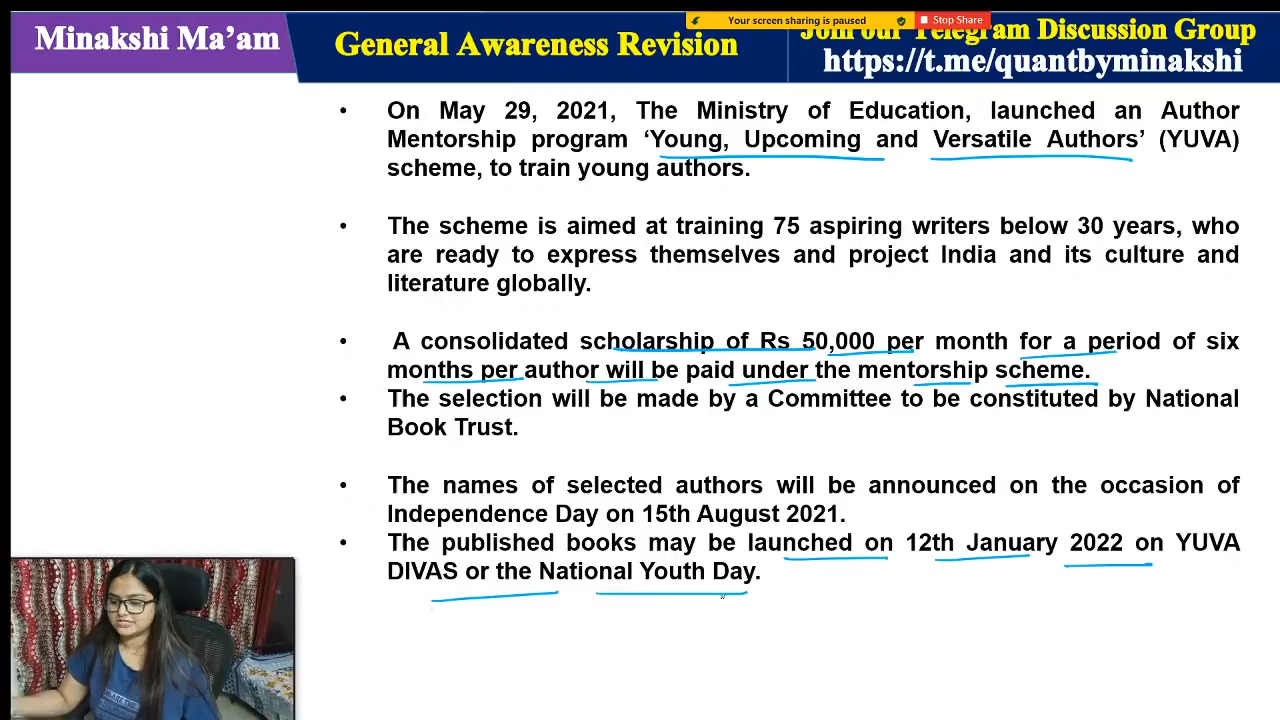 Minakshi Ma’am
General Awareness Revision
Your screen sharing is paused
Stop Share
Join our Telegram Discussion Group
https://t.me/quantbyminakshi
• On May 29, 2021, The Ministry of Education, launched an Author
Mentorship program ‘Young, Upcoming and Versatile Authors’ (YUVA)
scheme, to train young authors.
• The scheme is aimed at training 75 aspiring writers below 30 years, who
are ready to express themselves and project India and its culture and
literature globally.
• A consolidated scholarship of Rs 50,000 per month for a period of six
months per author will be paid under the mentorship scheme.
• The selection will be made by a Committee to be constituted by National
Book Trust.
• The names of selected authors will be announced on the occasion of
Independence Day on 15th August 2021.
• The published books may be launched on 12th January 2022 on YUVA
DIVAS or the National Youth Day.